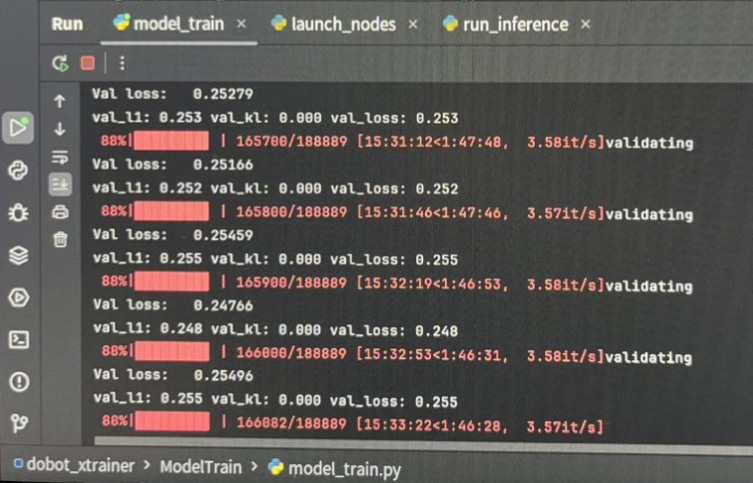 Run model_train × launch_nodes × run_inference ×
Val loss: 0.25279
val_l1: 0.253 val_kl: 0.000 val_loss: 0.253
88%| | 165700/188889 [15:31:12<1:47:48, 3.58it/s]validating
Val loss: 0.25166
val_l1: 0.252 val_kl: 0.000 val_loss: 0.252
88%| | 165800/188889 [15:31:46<1:47:46, 3.57it/s]validating
Val loss: 0.25459
val_l1: 0.255 val_kl: 0.000 val_loss: 0.255
88%| | 165900/188889 [15:32:19<1:46:53, 3.58it/s]validating
Val loss: 0.24766
val_l1: 0.248 val_kl: 0.000 val_loss: 0.248
88%| | 166000/188889 [15:32:53<1:46:31, 3.58it/s]validating
Val loss: 0.25496
val_l1: 0.255 val_kl: 0.000 val_loss: 0.255
88%| | 166082/188889 [15:33:22<1:46:28, 3.57it/s]
dobot_xtrainer > ModelTrain > model_train.py